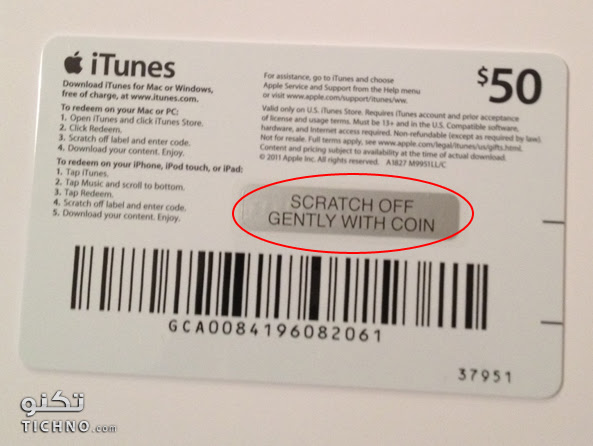 iTunes
$50
Download iTunes for Mac or Windows,
free of charge, at www.itunes.com.
To redeem on your Mac or PC:
1. Open iTunes and click iTunes Store.
2. Click Redeem.
3. Scratch off label and enter code.
4. Download your content. Enjoy.
To redeem on your iPhone, iPod touch, or iPad:
1. Tap iTunes.
2. Tap Music and scroll to bottom.
3. Tap Redeem.
4. Scratch off label and enter code.
5. Download your content. Enjoy.
For assistance, go to iTunes and choose
Apple Service and Support from the Help menu
or visit www.apple.com/support/itunes/ww.
Valid only on U.S. iTunes Store. Requires iTunes account and prior acceptance
of license and usage terms. Must be 13+ and in the U.S. Compatible software,
hardware, and Internet access required. Non-refundable (except as required by law).
Not for resale. Full terms apply, see www.apple.com/legal/itunes/us/gifts.html.
Content and pricing subject to availability at the time of actual download.
© 2011 Apple Inc. All rights reserved. A1827 M9951LL/C
SCRATCH OFF
GENTLY WITH COIN
GCA0084196082061
37951
تكنو
TICHNO.com